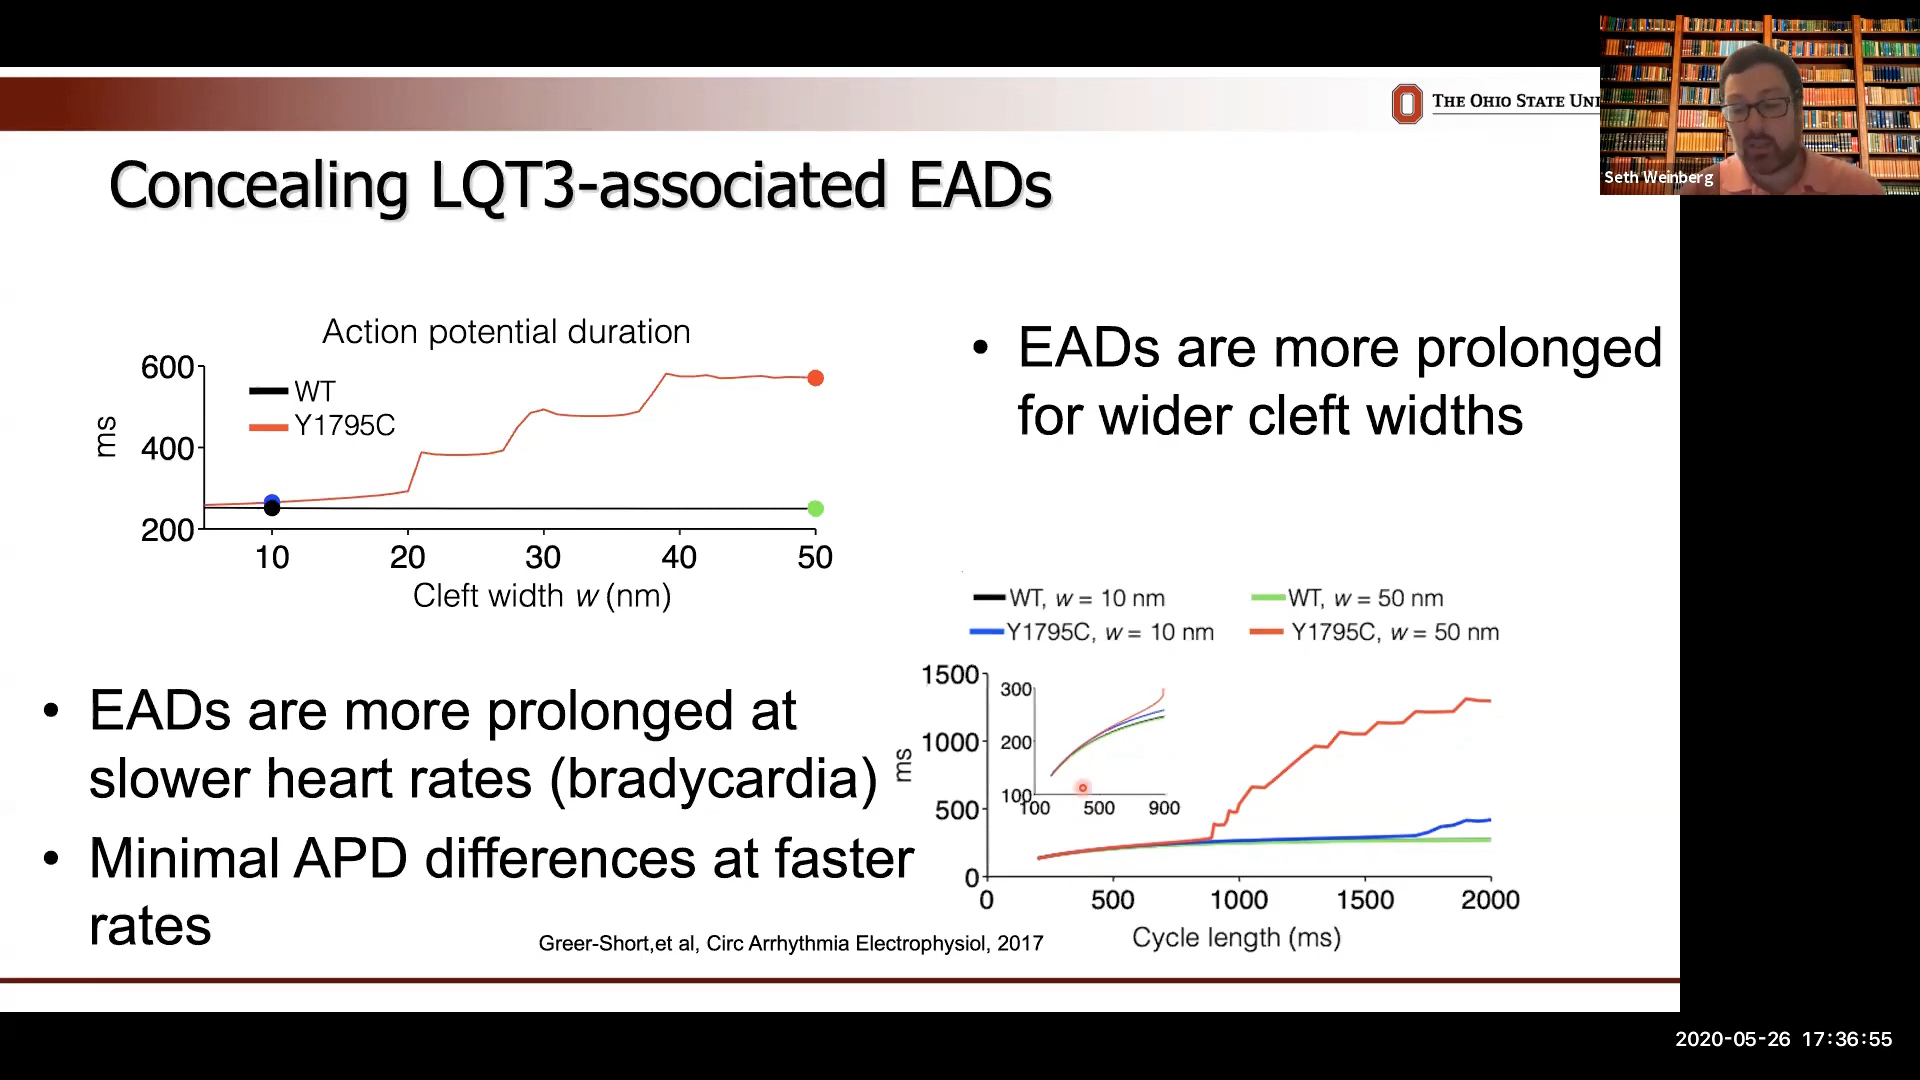 THE OHIO STATE UNI
Seth Weinberg
Concealing LQT3-associated EADs
Action potential duration
600
400
200
ms
WT
Y1795C
10 20 30 40 50
Cleft width w (nm)
• EADs are more prolonged
for wider cleft widths
• EADs are more prolonged at
slower heart rates (bradycardia)
• Minimal APD differences at faster
rates
WT, w = 10 nm
WT, w = 50 nm
Y1795C, w = 10 nm
Y1795C, w = 50 nm
1500
1000
500
0
ms
300
200
100
100 500 900
0 500 1000 1500 2000
Cycle length (ms)
Greer-Short,et al, Circ Arrhythmia Electrophysiol, 2017
2020-05-26 17:36:55